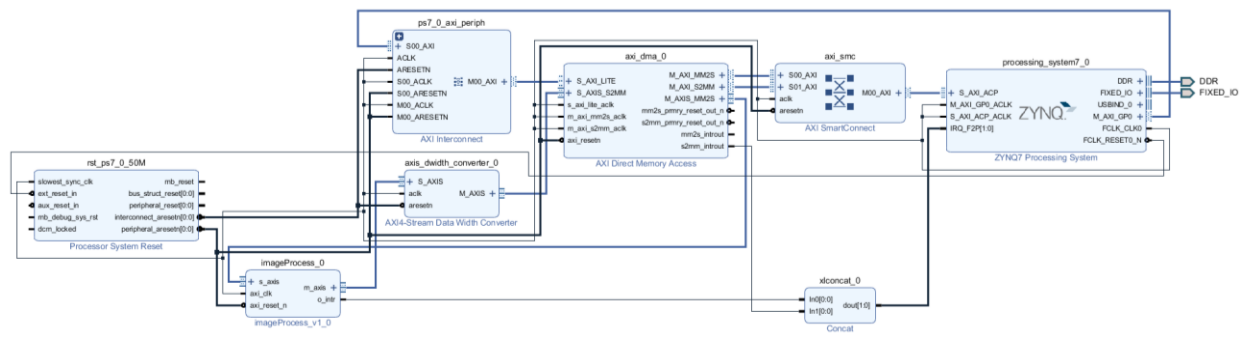 ps7_0_axi_periph
S00_AXI
ACLK
ARESETN
S00_ACLK
S00_ARESETN
M00_ACLK
M00_ARESETN
M00_AXI
AXI Interconnect
axi_dma_0
S_AXI_LITE
S_AXIS_S2MM
s_axi_lite_aclk
m_axi_mm2s_aclk
m_axi_s2mm_aclk
axi_resetn
M_AXI_MM2S
M_AXI_S2MM
M_AXIS_MM2S
mm2s_prmry_reset_out_n
s2mm_prmry_reset_out_n
mm2s_introut
s2mm_introut
AXI Direct Memory Access
axi_smc
S00_AXI
S01_AXI
aclk
aresetn
M00_AXI
AXI SmartConnect
processing_system7_0
S_AXI_ACP
M_AXI_GP0_ACLK
S_AXI_ACP_ACLK
IRQ_F2P[1:0]
ZYNQ
DDR
FIXED_IO
USBIND_0
M_AXI_GP0
FCLK_CLK0
FCLK_RESET0_N
ZYNQ7 Processing System
DDR
FIXED_IO
rst_ps7_0_50M
slowest_sync_clk
ext_reset_in
aux_reset_in
mb_debug_sys_rst
dcm_locked
mb_reset
bus_struct_reset[0:0]
peripheral_reset[0:0]
interconnect_aresetn[0:0]
peripheral_aresetn[0:0]
Processor System Reset
axis_dwidth_converter_0
S_AXIS
aclk
aresetn
M_AXIS
AXI4-Stream Data Width Converter
imageProcess_0
s_axis
axi_clk
axi_reset_n
m_axis
o_intr
imageProcess_v1_0
xlconcat_0
In0[0:0]
In1[0:0]
dout[1:0]
Concat